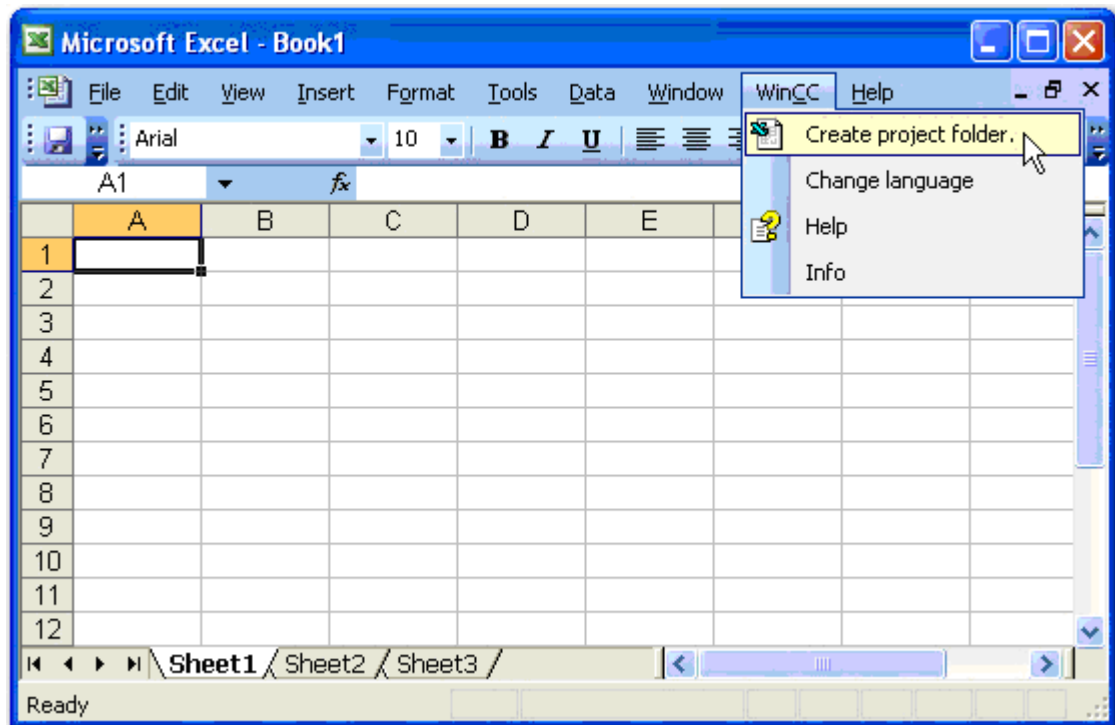 Microsoft Excel - Book1
File Edit View Insert Format Tools Data Window WinCC Help
Arial 10 B I U
Create project folder.
A1 fx
Change language
A B C D E
Help
1
Info
2
3
4
5
6
7
8
9
10
11
12
Sheet1 Sheet2 Sheet3
Ready